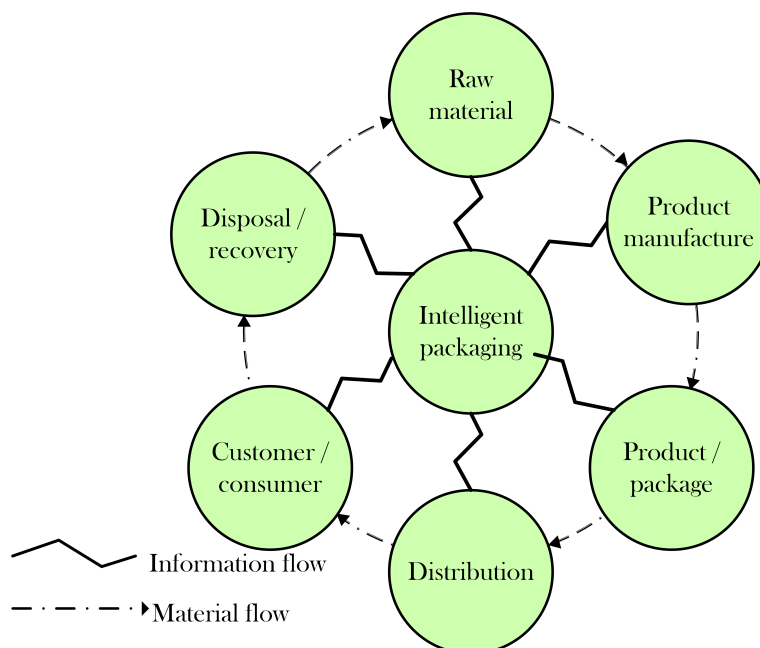 Raw
material
Product
manufacture
Disposal /
recovery
Intelligent
packaging
Customer /
consumer
Product /
package
Distribution
Information flow
Material flow